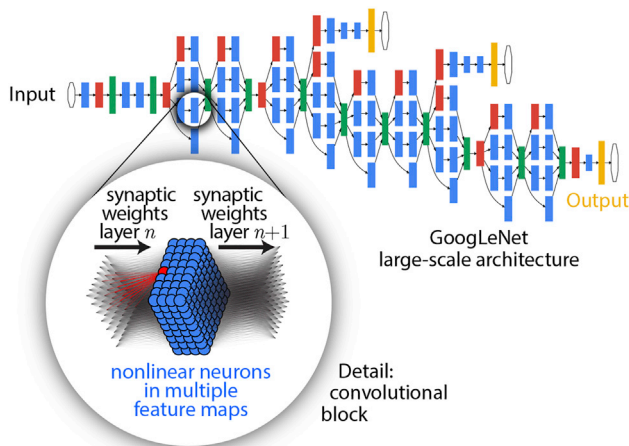 Input
Output
GoogLeNet
large-scale architecture
synaptic
weights
layer n
synaptic
weights
layer n+1
nonlinear neurons
in multiple
feature maps
Detail:
convolutional
block